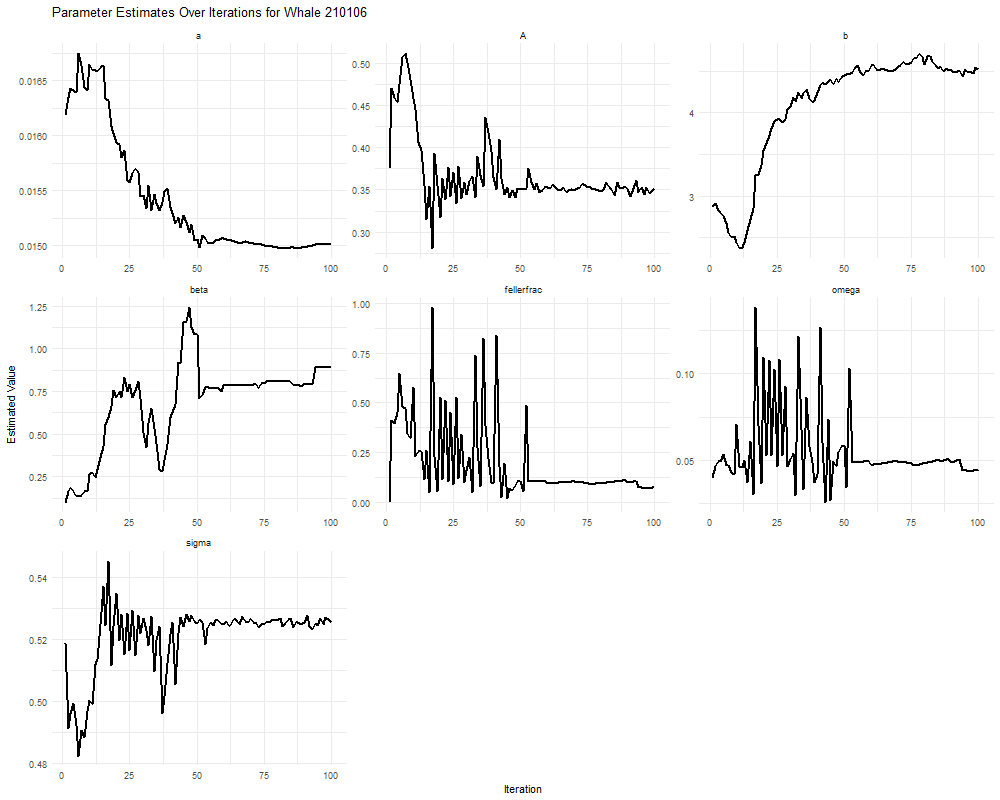 Parameter Estimates Over Iterations for Whale 210106
a
A
b
0.0165
0.0160
0.0155
0.0150
0 25 50 75 100
0.50
0.45
0.40
0.35
0.30
0 25 50 75 100
4
3
0 25 50 75 100
beta
fellerfrac
omega
1.25
1.00
0.75
0.50
0.25
0 25 50 75 100
1.00
0.75
0.50
0.25
0.00
0 25 50 75 100
0.10
0.05
0 25 50 75 100
sigma
0.54
0.52
0.50
0.48
0 25 50 75 100
Estimated Value
Iteration